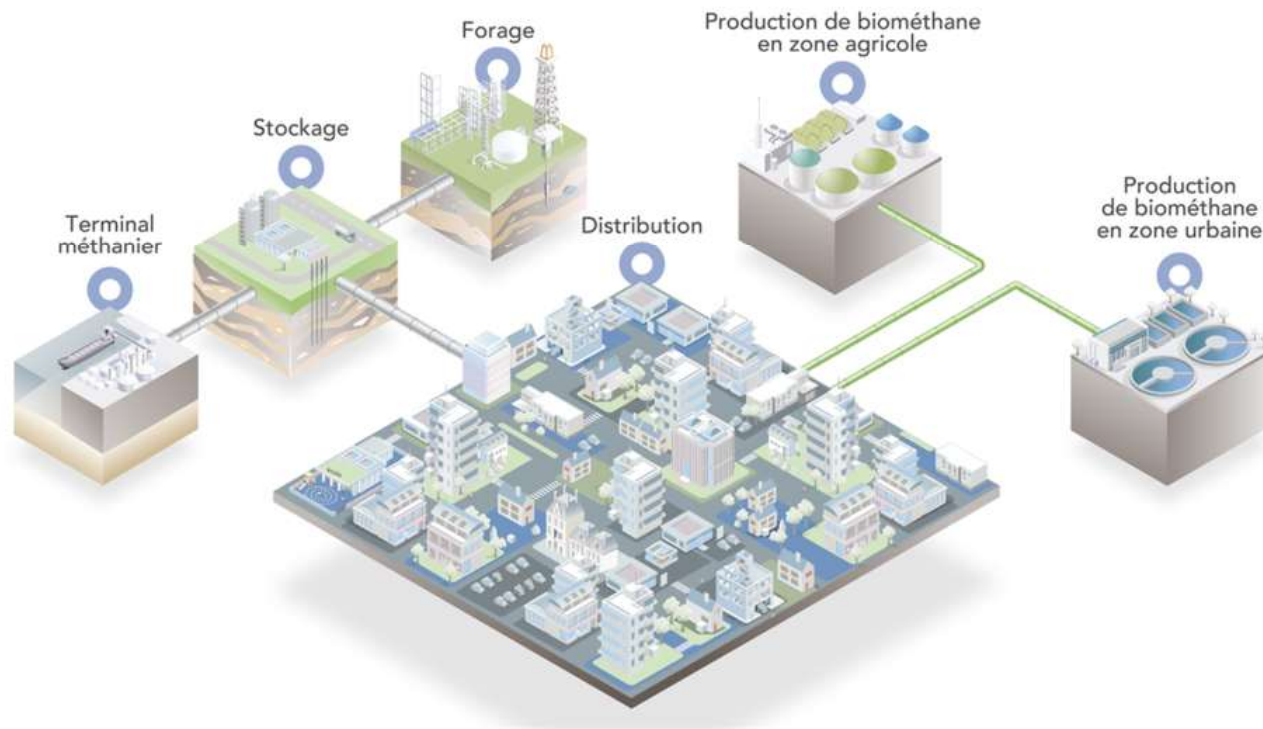 Forage
Production de biométhane
en zone agricole
Stockage
Terminal
méthanier
Distribution
Production
de biométhane
en zone urbaine